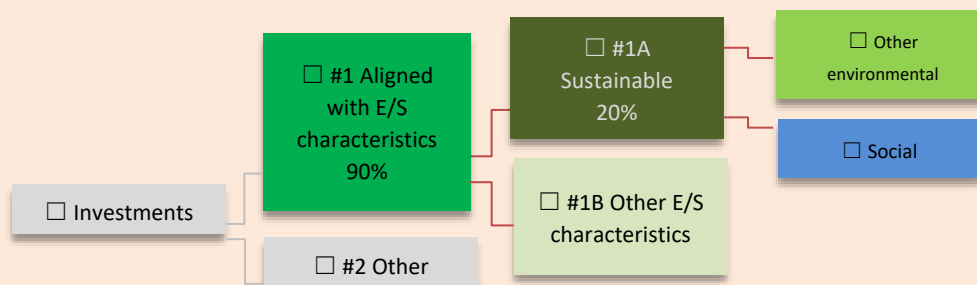 ☐ Investments
☐ #1 Aligned
with E/S
characteristics
90%
☐ #2 Other
☐ #1A
Sustainable
20%
☐ #1B Other E/S
characteristics
☐ Other
environmental
☐ Social